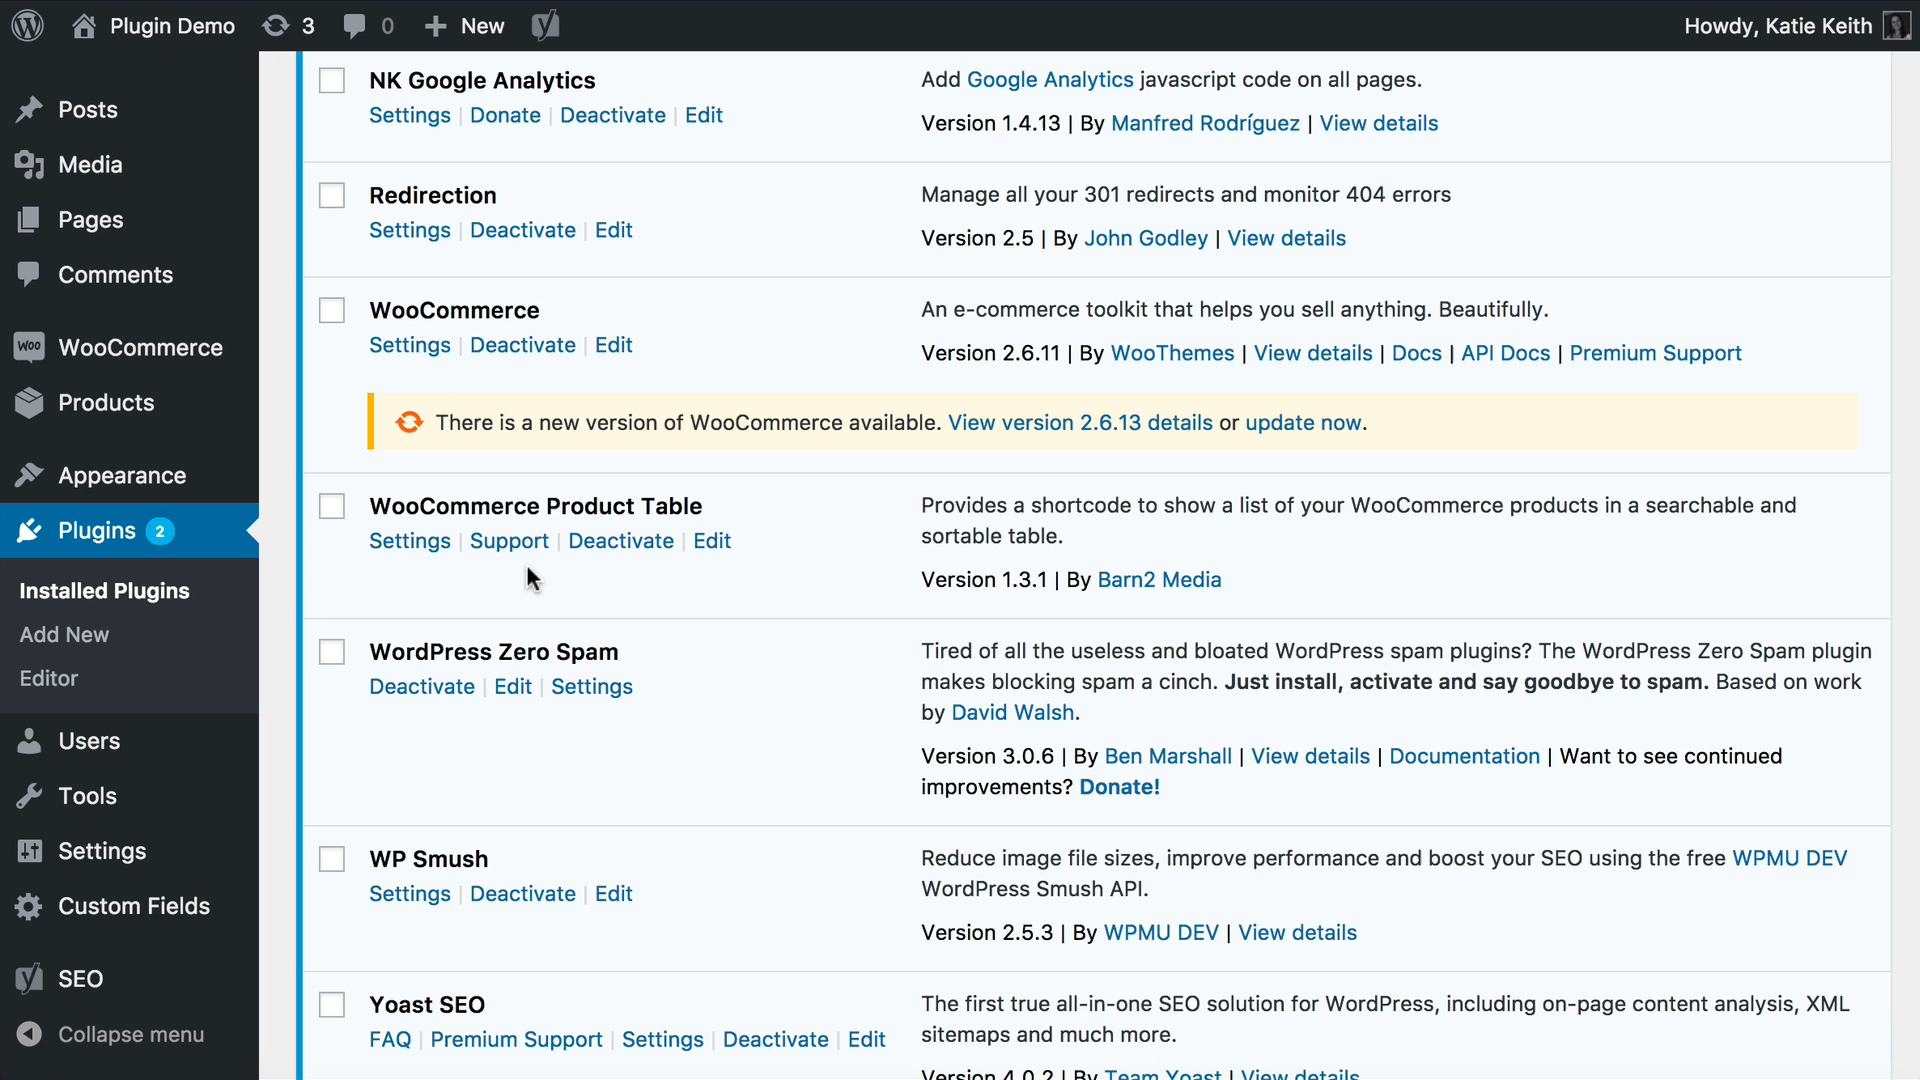 Plugin Demo 3 0 New Howdy, Katie Keith
Posts
Media
Pages
Comments
WOO WooCommerce
Products
Appearance
Plugins 2
Installed Plugins
Add New
Editor
Users
Tools
Settings
Custom Fields
SEO
Collapse menu
NK Google Analytics
Settings | Donate | Deactivate | Edit
Add Google Analytics javascript code on all pages.
Version 1.4.13 | By Manfred Rodríguez | View details
Redirection
Settings | Deactivate | Edit
Manage all your 301 redirects and monitor 404 errors
Version 2.5 | By John Godley | View details
WooCommerce
Settings | Deactivate | Edit
An e-commerce toolkit that helps you sell anything. Beautifully.
Version 2.6.11 | By WooThemes | View details | Docs | API Docs | Premium Support
There is a new version of WooCommerce available. View version 2.6.13 details or update now.
WooCommerce Product Table
Settings | Support | Deactivate | Edit
Provides a shortcode to show a list of your WooCommerce products in a searchable and
sortable table.
Version 1.3.1 | By Barn2 Media
WordPress Zero Spam
Deactivate | Edit | Settings
Tired of all the useless and bloated WordPress spam plugins? The WordPress Zero Spam plugin
makes blocking spam a cinch. Just install, activate and say goodbye to spam. Based on work
by David Walsh.
Version 3.0.6 | By Ben Marshall | View details | Documentation | Want to see continued
improvements? Donate!
WP Smush
Settings | Deactivate | Edit
Reduce image file sizes, improve performance and boost your SEO using the free WPMU DEV
WordPress Smush API.
Version 2.5.3 | By WPMU DEV | View details
Yoast SEO
FAQ | Premium Support | Settings | Deactivate | Edit
The first true all-in-one SEO solution for WordPress, including on-page content analysis, XML
sitemaps and much more.
Version 4.0.2 | By Team Yoast | View details